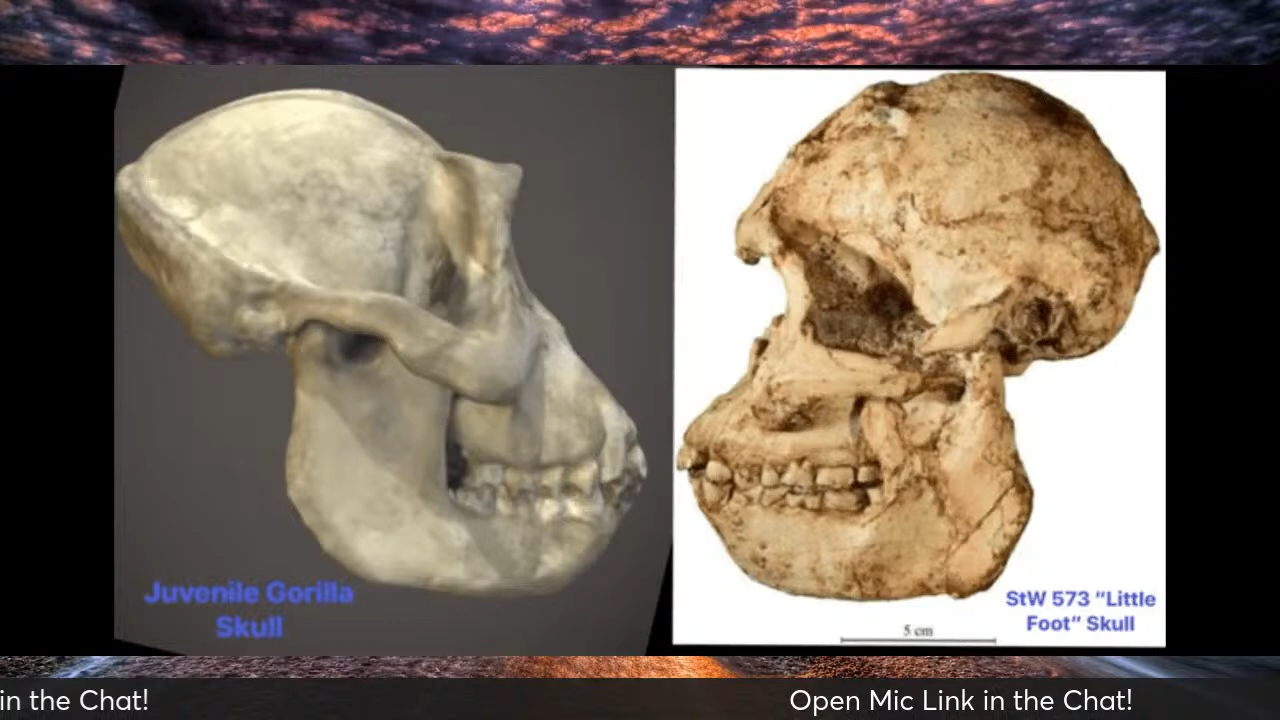 Juvenile Gorilla
Skull
StW 573 "Little
Foot" Skull
5 cm
in the Chat!
Open Mic Link in the Chat!